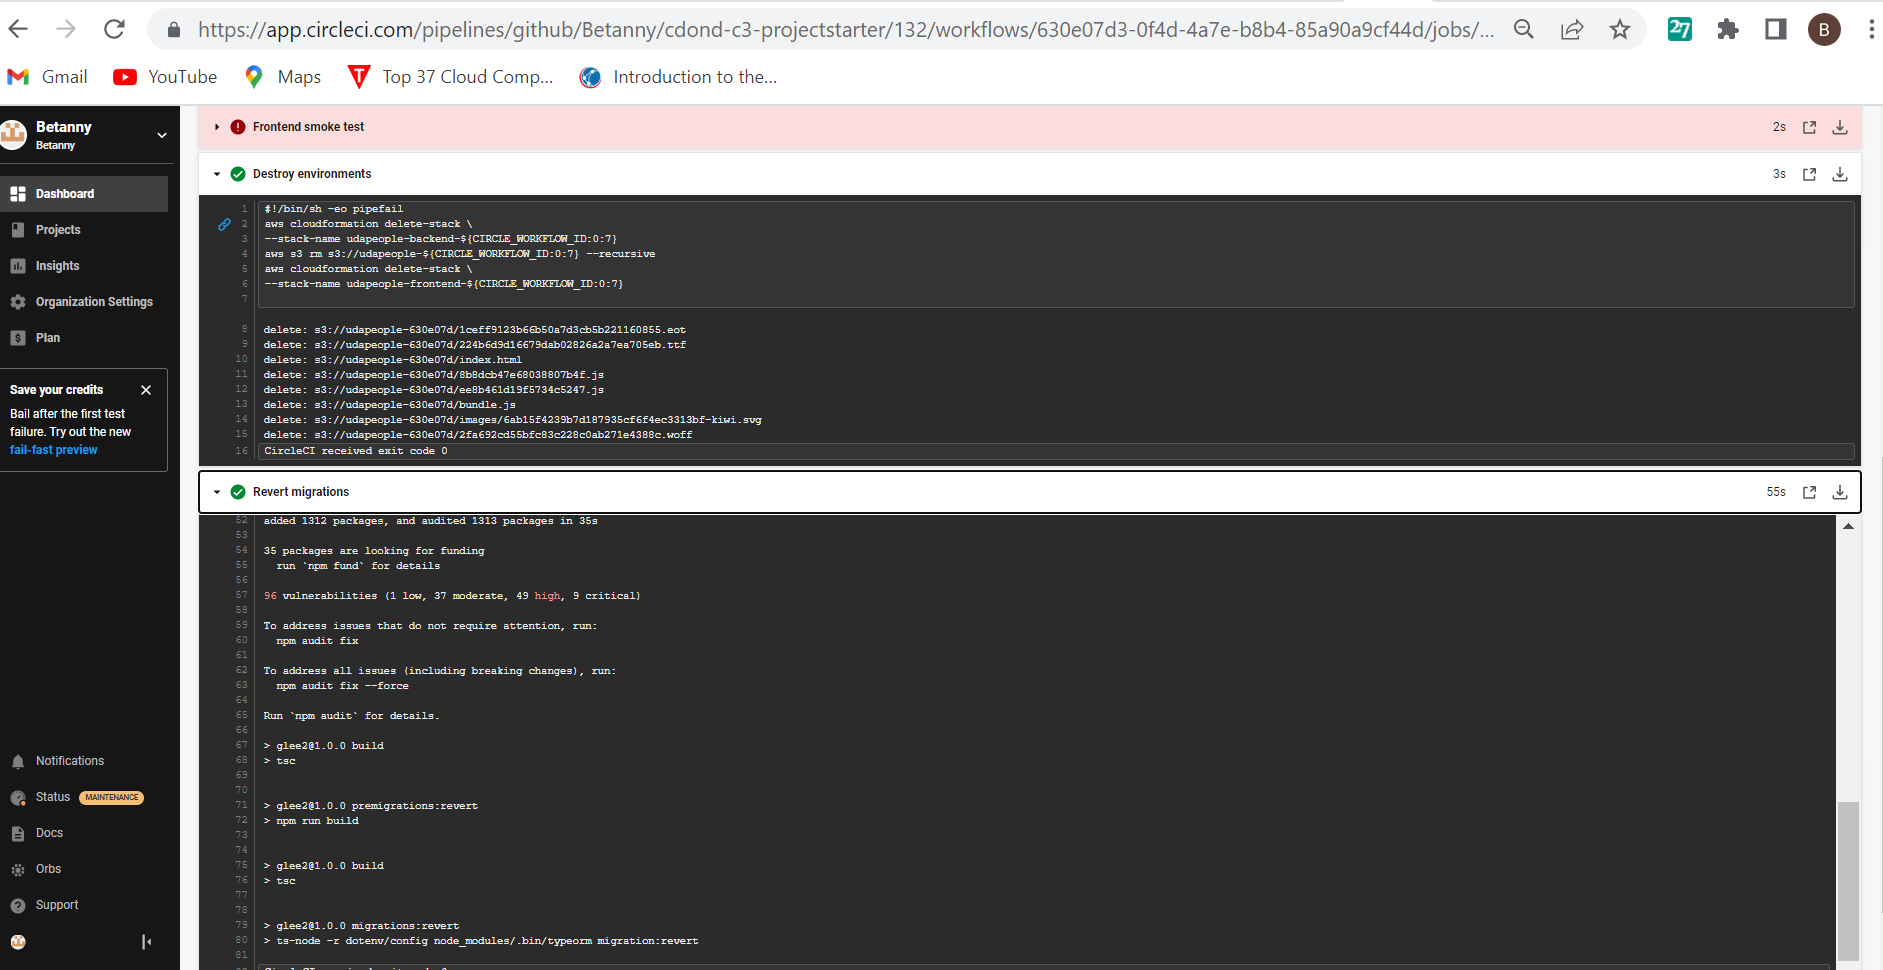 https://app.circleci.com/pipelines/github/Betanny/cdond-c3-projectstarter/132/workflows/630e07d3-0f4d-4a7e-b8b4-85a90a9cf44d/jobs/...
27
B
Gmail
YouTube
Maps
Top 37 Cloud Comp...
Introduction to the...
Betanny
Betanny
Dashboard
Projects
Insights
Organization Settings
Plan
Save your credits
Bail after the first test
failure. Try out the new
fail-fast preview
Notifications
Status MAINTENANCE
Docs
Orbs
Support
Frontend smoke test 2s
Destroy environments 3s
1 #!/bin/sh -eo pipefail
2 aws cloudformation delete-stack \
3 --stack-name udapeople-backend-${CIRCLE_WORKFLOW_ID:0:7}
4 aws s3 rm s3://udapeople-${CIRCLE_WORKFLOW_ID:0:7} --recursive
5 aws cloudformation delete-stack \
6 --stack-name udapeople-frontend-${CIRCLE_WORKFLOW_ID:0:7}
7
8 delete: s3://udapeople-630e07d/1ceff9123b66b50a7d3cb5b221160855.eot
9 delete: s3://udapeople-630e07d/224b6d9d16679dab02826a2a7ea705eb.ttf
10 delete: s3://udapeople-630e07d/index.html
11 delete: s3://udapeople-630e07d/8b8dcb47e68038807b4f.js
12 delete: s3://udapeople-630e07d/ee8b461d19f5734c5247.js
13 delete: s3://udapeople-630e07d/bundle.js
14 delete: s3://udapeople-630e07d/images/6ab15f4239b7d187935cf6f4ec3313bf-kiwi.svg
15 delete: s3://udapeople-630e07d/2fa692cd55bfc83c228c0ab271e4388c.woff
16 CircleCI received exit code 0
Revert migrations 55s
52 added 1312 packages, and audited 1313 packages in 35s
53
54 35 packages are looking for funding
55 run `npm fund` for details
56
57 96 vulnerabilities (1 low, 37 moderate, 49 high, 9 critical)
58
59 To address issues that do not require attention, run:
60 npm audit fix
61
62 To address all issues (including breaking changes), run:
63 npm audit fix --force
64
65 Run `npm audit` for details.
66
67 > glee2@1.0.0 build
68 > tsc
69
70
71 > glee2@1.0.0 premigrations:revert
72 > npm run build
73
74
75 > glee2@1.0.0 build
76 > tsc
77
78
79 > glee2@1.0.0 migrations:revert
80 > ts-node -r dotenv/config node_modules/.bin/typeorm migration:revert
81